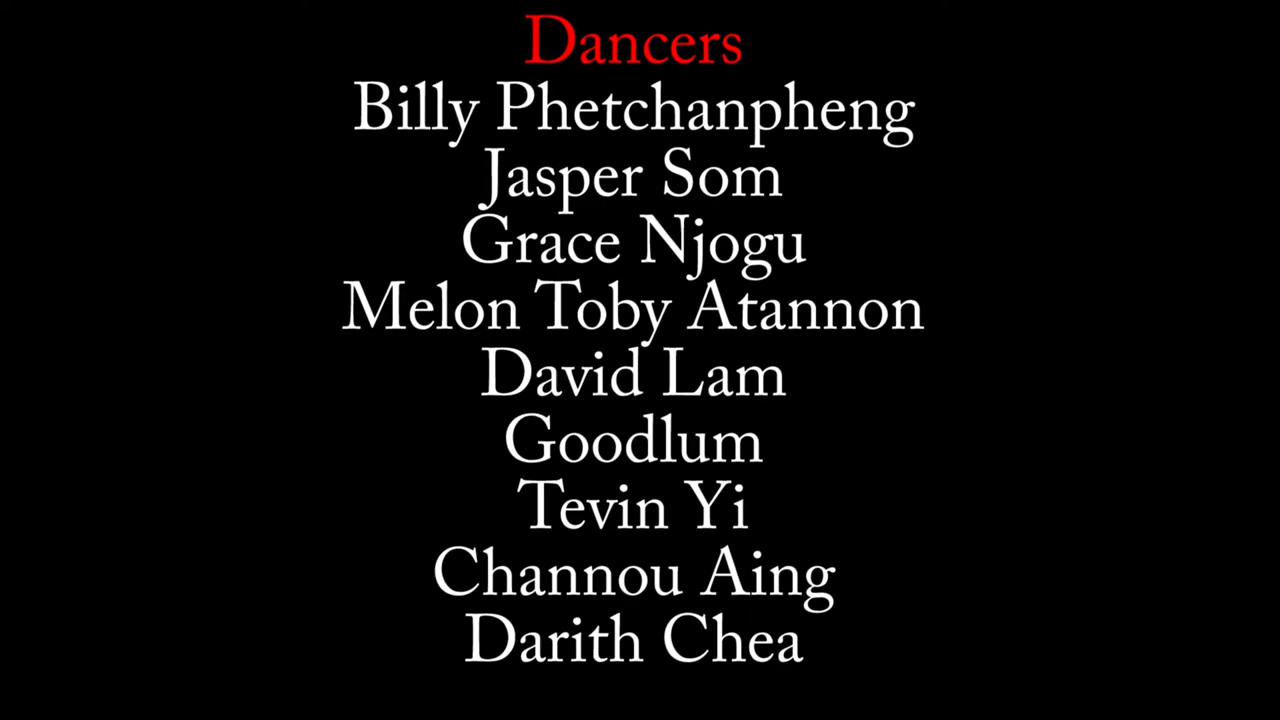 Dancers
Billy Phetchanpheng
Jasper Som
Grace Njogu
Melon Toby Atannon
David Lam
Goodlum
Tevin Yi
Channou Aing
Darith Chea